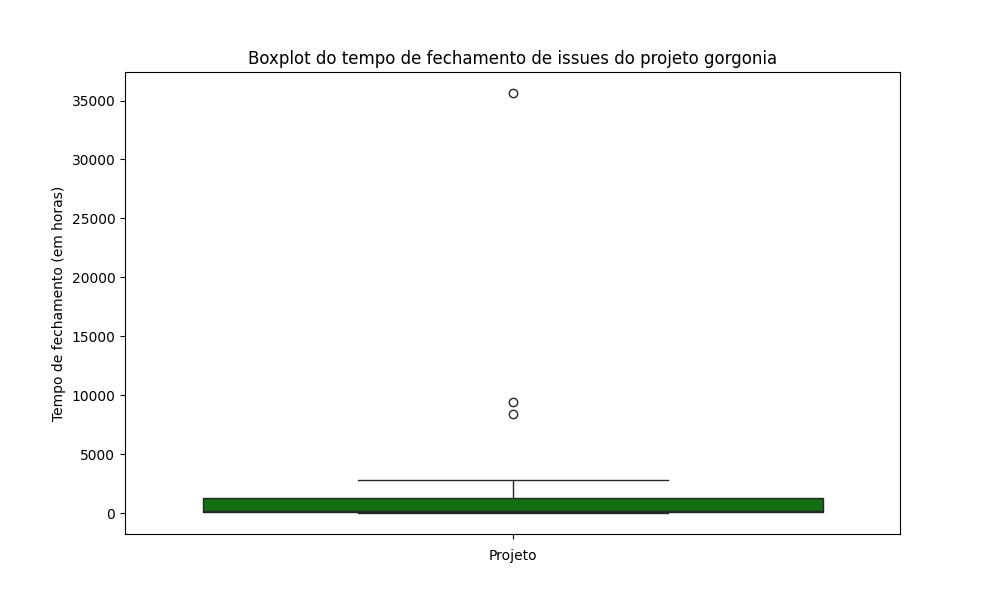 Boxplot do tempo de fechamento de issues do projeto gorgonia
Tempo de fechamento (em horas)
35000
30000
25000
20000
15000
10000
5000
0
Projeto